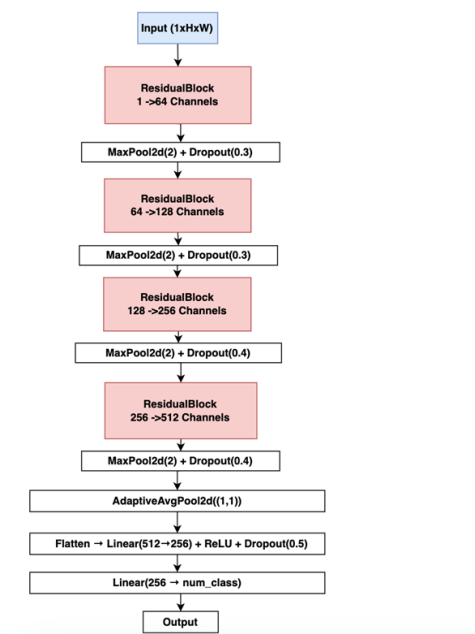 Input (1xHxW)
ResidualBlock
1 ->64 Channels
MaxPool2d(2) + Dropout(0.3)
ResidualBlock
64 ->128 Channels
MaxPool2d(2) + Dropout(0.3)
ResidualBlock
128 ->256 Channels
MaxPool2d(2) + Dropout(0.4)
ResidualBlock
256 ->512 Channels
MaxPool2d(2) + Dropout(0.4)
AdaptiveAvgPool2d((1,1))
Flatten → Linear(512→256) + ReLU + Dropout(0.5)
Linear(256 → num_class)
Output